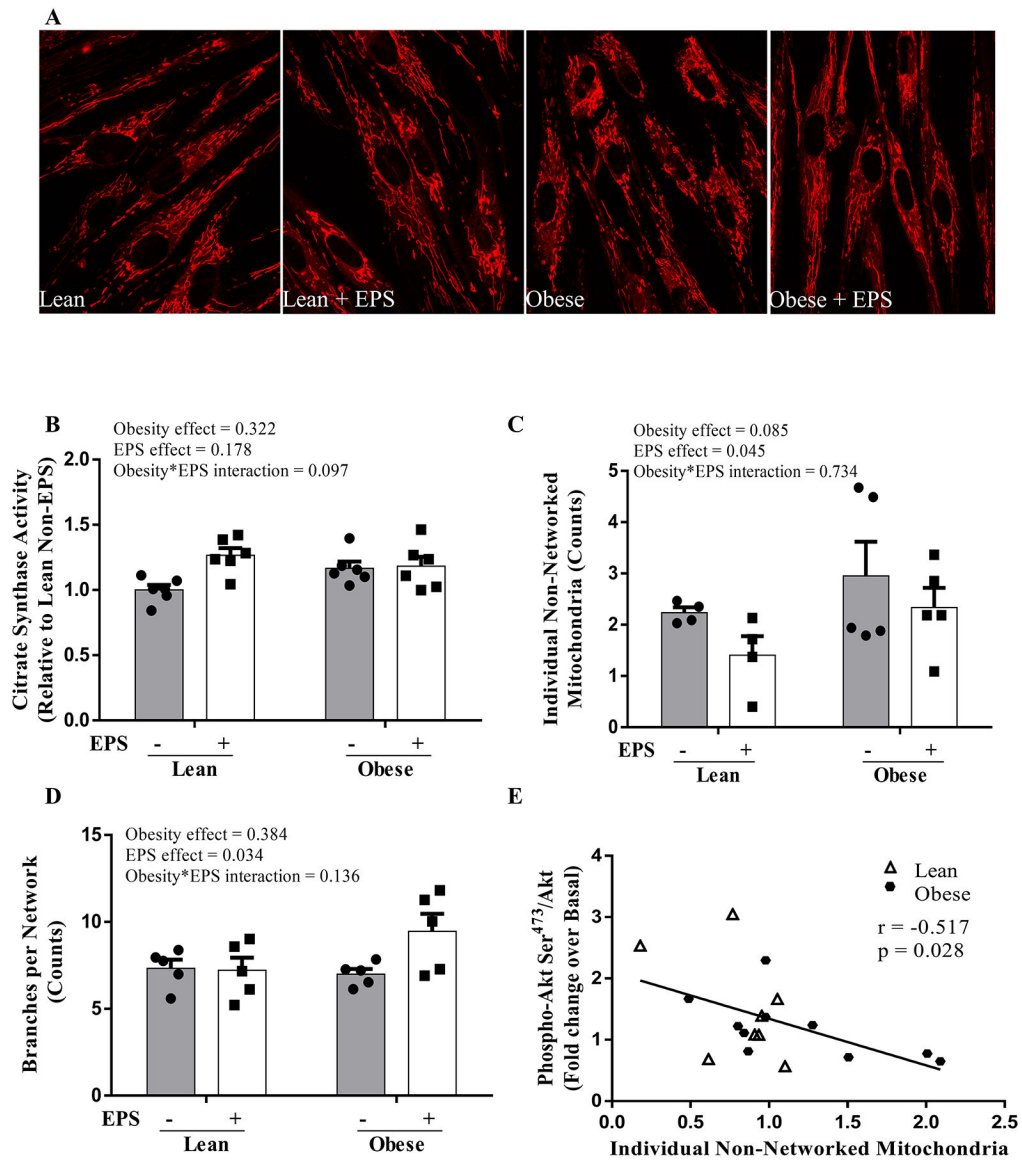 A
Lean
Lean + EPS
Obese
Obese + EPS
B
Obesity effect = 0.322
EPS effect = 0.178
Obesity*EPS interaction = 0.097
Citrate Synthase Activity
(Relative to Lean Non-EPS)
2.0
1.5
1.0
0.5
0.0
EPS - + - +
Lean Obese
C
Obesity effect = 0.085
EPS effect = 0.045
Obesity*EPS interaction = 0.734
Individual Non-Networked
Mitochondria (Counts)
5
4
3
2
1
0
EPS - + - +
Lean Obese
D
Obesity effect = 0.384
EPS effect = 0.034
Obesity*EPS interaction = 0.136
Branches per Network
(Counts)
15
10
5
0
EPS - + - +
Lean Obese
E
Phospho-Akt Ser⁴⁷³/Akt
(Fold change over Basal)
4
3
2
1
0
Lean
Obese
r = -0.517
p = 0.028
0.0 0.5 1.0 1.5 2.0 2.5
Individual Non-Networked Mitochondria